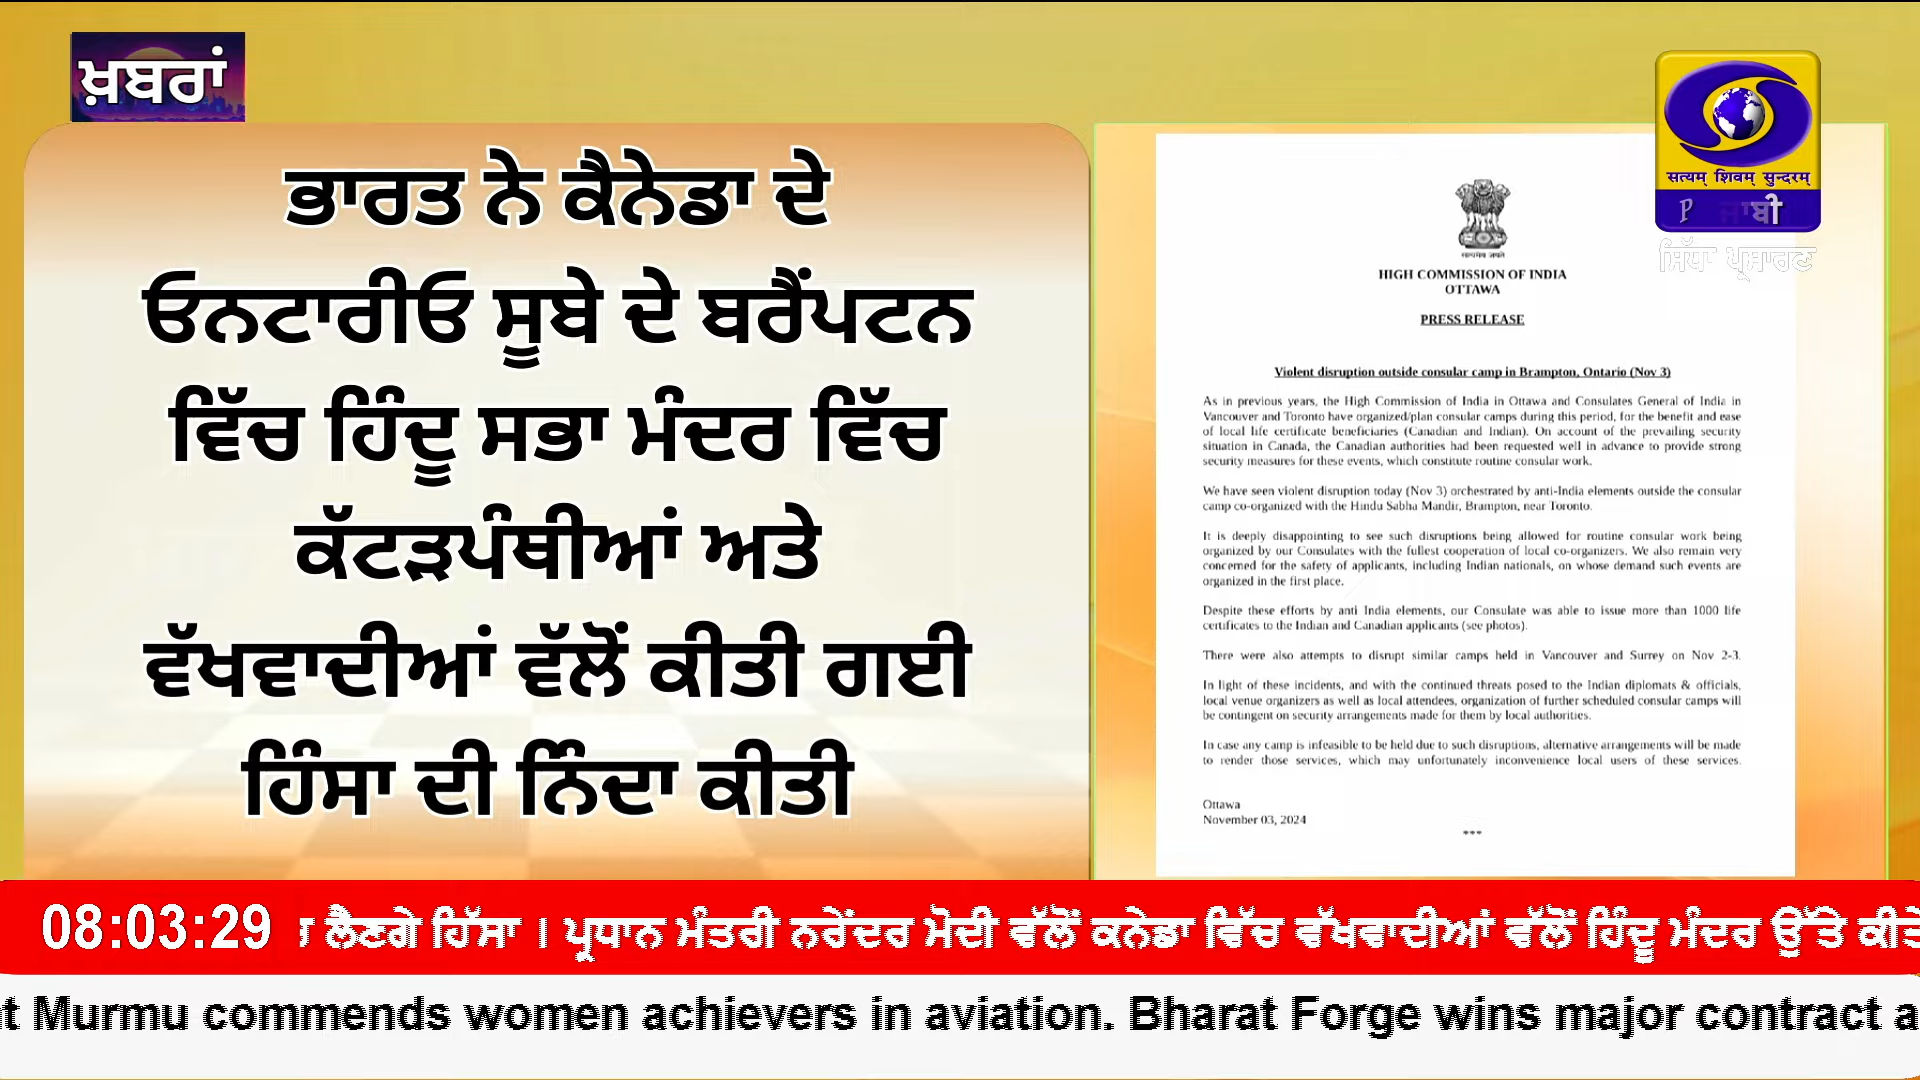 ਖ਼ਬਰਾਂ
ਭਾਰਤ ਨੇ ਕੈਨੇਡਾ ਦੇ
ਓਨਟਾਰੀਓ ਸੂਬੇ ਦੇ ਬਰੈਂਪਟਨ
ਵਿੱਚ ਹਿੰਦੂ ਸਭਾ ਮੰਦਰ ਵਿੱਚ
ਕੱਟੜਪੰਥੀਆਂ ਅਤੇ
ਵੱਖਵਾਦੀਆਂ ਵੱਲੋਂ ਕੀਤੀ ਗਈ
ਹਿੰਸਾ ਦੀ ਨਿੰਦਾ ਕੀਤੀ
सत्यम् शिवम् सुन्दरम्
ਸਿੱਧਾ ਪ੍ਰਸਾਰਣ
सत्यमेव जयते
HIGH COMMISSION OF INDIA
OTTAWA
PRESS RELEASE
Violent disruption outside consular camp in Brampton, Ontario (Nov 3)
As in previous years, the High Commission of India in Ottawa and Consulates General of India in
Vancouver and Toronto have organized/plan consular camps during this period, for the benefit and ease
of local life certificate beneficiaries (Canadian and Indian). On account of the prevailing security
situation in Canada, the Canadian authorities had been requested well in advance to provide strong
security measures for these events, which constitute routine consular work.
We have seen violent disruption today (Nov 3) orchestrated by anti-India elements outside the consular
camp co-organized with the Hindu Sabha Mandir, Brampton, near Toronto.
It is deeply disappointing to see such disruptions being allowed for routine consular work being
organized by our Consulates with the fullest cooperation of local co-organizers. We also remain very
concerned for the safety of applicants, including Indian nationals, on whose demand such events are
organized in the first place.
Despite these efforts by anti India elements, our Consulate was able to issue more than 1000 life
certificates to the Indian and Canadian applicants (see photos).
There were also attempts to disrupt similar camps held in Vancouver and Surrey on Nov 2-3.
In light of these incidents, and with the continued threats posed to the Indian diplomats & officials,
local venue organizers as well as local attendees, organization of further scheduled consular camps will
be contingent on security arrangements made for them by local authorities.
In case any camp is infeasible to be held due to such disruptions, alternative arrangements will be made
to render those services, which may unfortunately inconvenience local users of these services.
Ottawa
November 03, 2024
***
08:03:29 ਲੈਣਗੇ ਹਿੱਸਾ । ਪ੍ਰਧਾਨ ਮੰਤਰੀ ਨਰੇਂਦਰ ਮੋਦੀ ਵੱਲੋਂ ਕਨੇਡਾ ਵਿੱਚ ਵੱਖਵਾਦੀਆਂ ਵੱਲੋਂ ਹਿੰਦੂ ਮੰਦਰ ਉੱਤੇ ਕੀਤੇ
Murmu commends women achievers in aviation. Bharat Forge wins major contract a